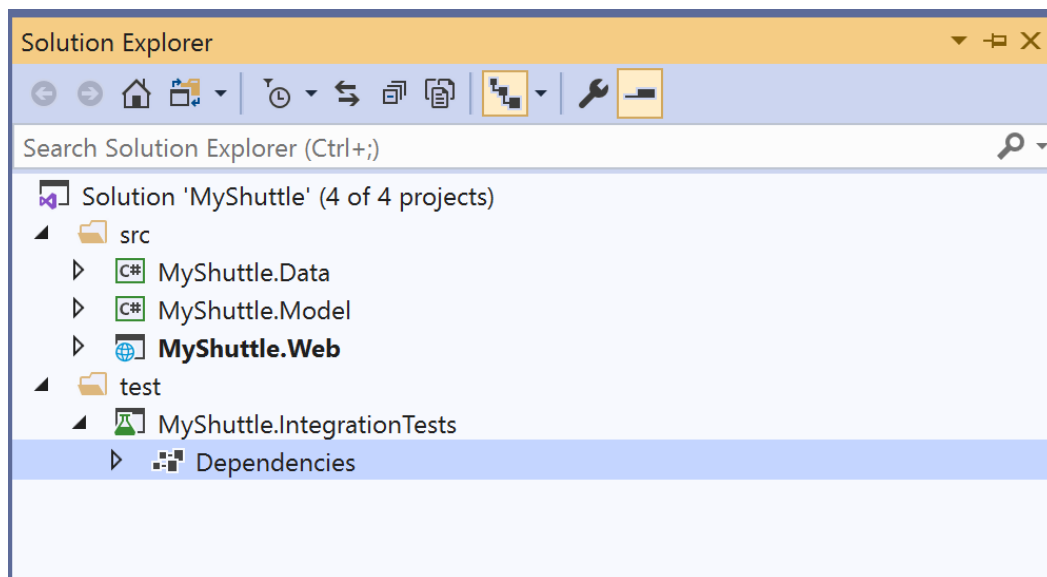 Solution Explorer
Search Solution Explorer (Ctrl+;)
Solution 'MyShuttle' (4 of 4 projects)
src
C# MyShuttle.Data
C# MyShuttle.Model
MyShuttle.Web
test
MyShuttle.IntegrationTests
Dependencies